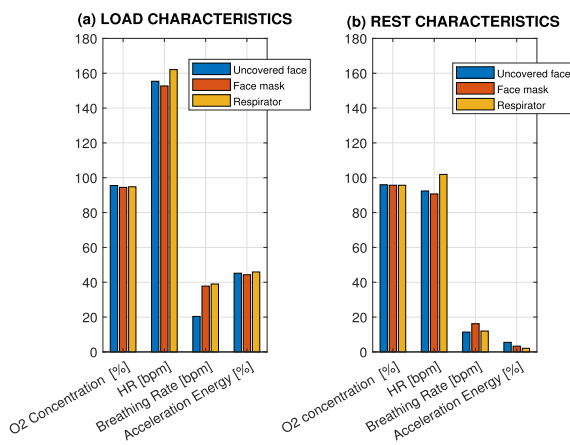 (a) LOAD CHARACTERISTICS
180
160
140
120
100
80
60
40
20
0
Uncovered face
Face mask
Respirator
O2 Concentration [%]
HR [bpm]
Breathing Rate [bpm]
Acceleration Energy [%]
(b) REST CHARACTERISTICS
180
160
140
120
100
80
60
40
20
0
Uncovered face
Face mask
Respirator
O2 Concentration [%]
HR [bpm]
Breathing Rate [bpm]
Acceleration Energy [%]